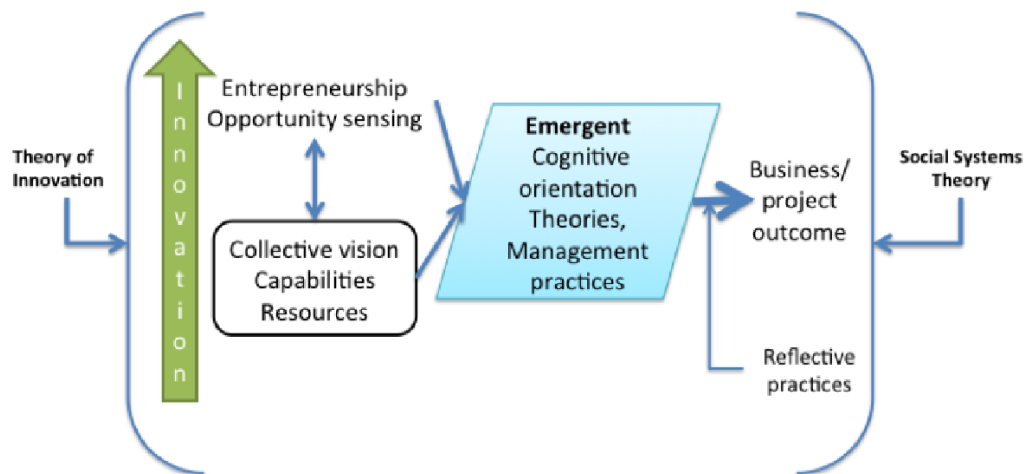 Theory of
Innovation
Innovation
Entrepreneurship
Opportunity sensing
Collective vision
Capabilities
Resources
Emergent
Cognitive
orientation
Theories,
Management
practices
Business/
project
outcome
Reflective
practices
Social Systems
Theory